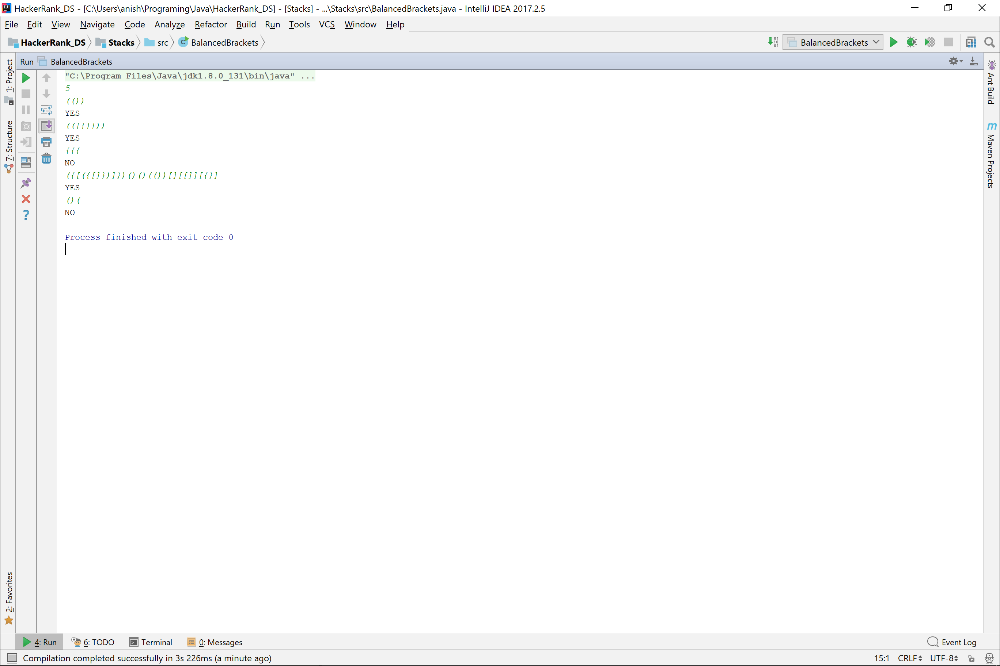 HackerRank_DS - [C:\Users\anish\Programing\Java\HackerRank_DS] - [Stacks] - ...\Stacks\src\BalancedBrackets.java - IntelliJ IDEA 2017.2.5
File Edit View Navigate Code Analyze Refactor Build Run Tools VCS Window Help
HackerRank_DS Stacks src BalancedBrackets BalancedBrackets
Run BalancedBrackets
1: Project
7: Structure
2: Favorites
"C:\Program Files\Java\jdk1.8.0_131\bin\java" ...
5
(())
YES
(([{}]))
YES
{{{
NO
({[({[]})]})()()(())[][[]][{}]
YES
()(
NO
Process finished with exit code 0
Ant Build
Maven Projects
4: Run 6: TODO Terminal 0: Messages Event Log
Compilation completed successfully in 3s 226ms (a minute ago) 15:1 CRLF UTF-8